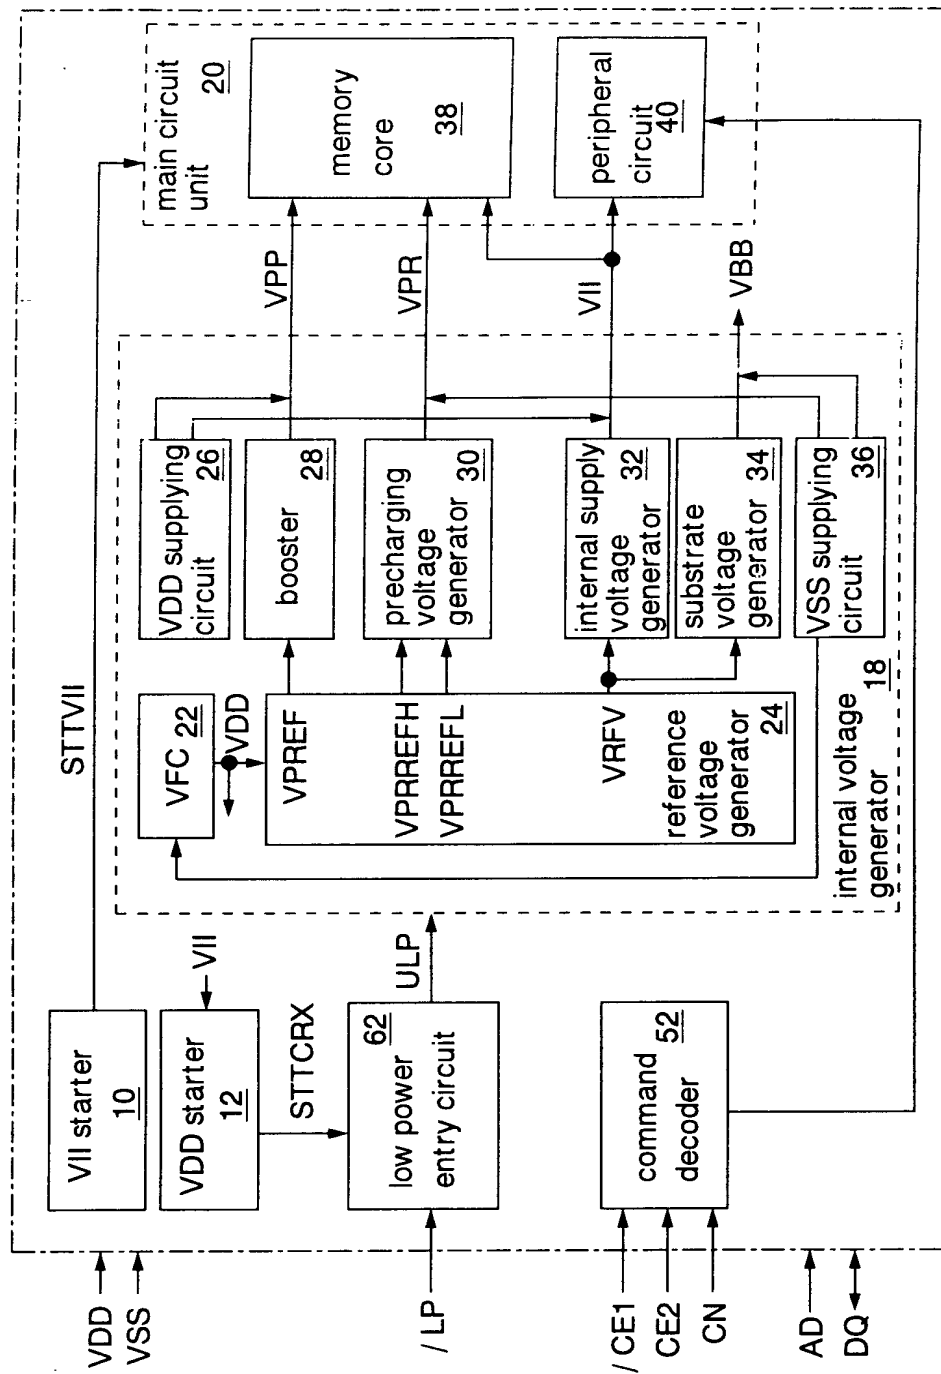 VDD
VSS
/ LP
/ CE1
CE2
CN
AD
DQ
VII starter
10
VDD starter
12
VII
STTCRX
low power
entry circuit
62
ULP
command
decoder
52
STTVII
VFC 22
VDD
VPREF
VPRREFH
VPRREFL
VRFV
reference
voltage
generator
24
VDD supplying
circuit
26
booster
28
precharging
voltage
generator
30
internal supply
voltage
generator
32
substrate
voltage
generator
34
VSS supplying
circuit
36
internal voltage
generator
18
VPP
VPR
VII
VBB
main circuit
unit
20
memory
core
38
peripheral
circuit
40